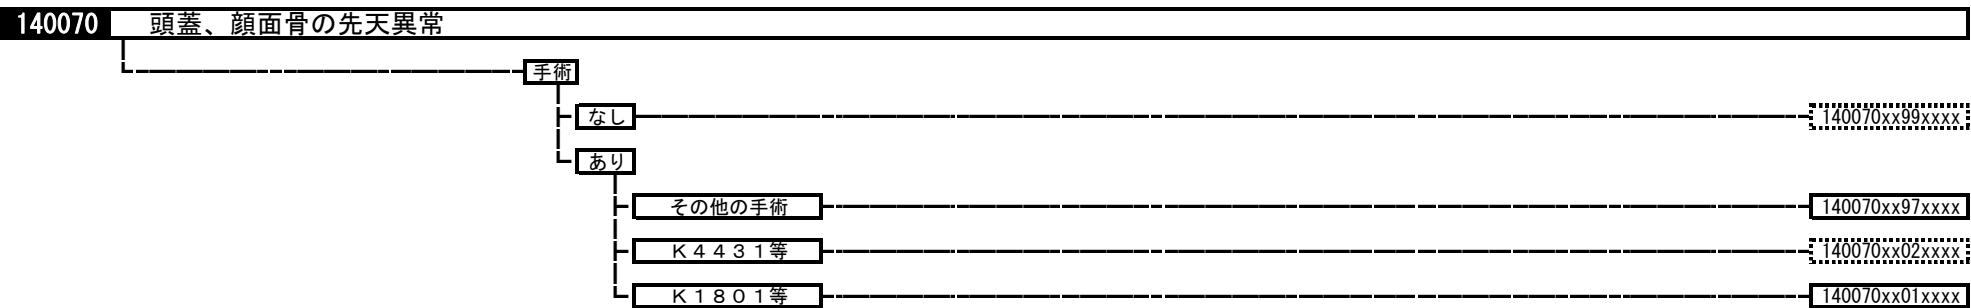 140070 頭蓋、顔面骨の先天異常
手術
なし 140070xx99xxxx
あり
その他の手術 140070xx97xxxx
Ｋ４４３１等 140070xx02xxxx
Ｋ１８０１等 140070xx01xxxx